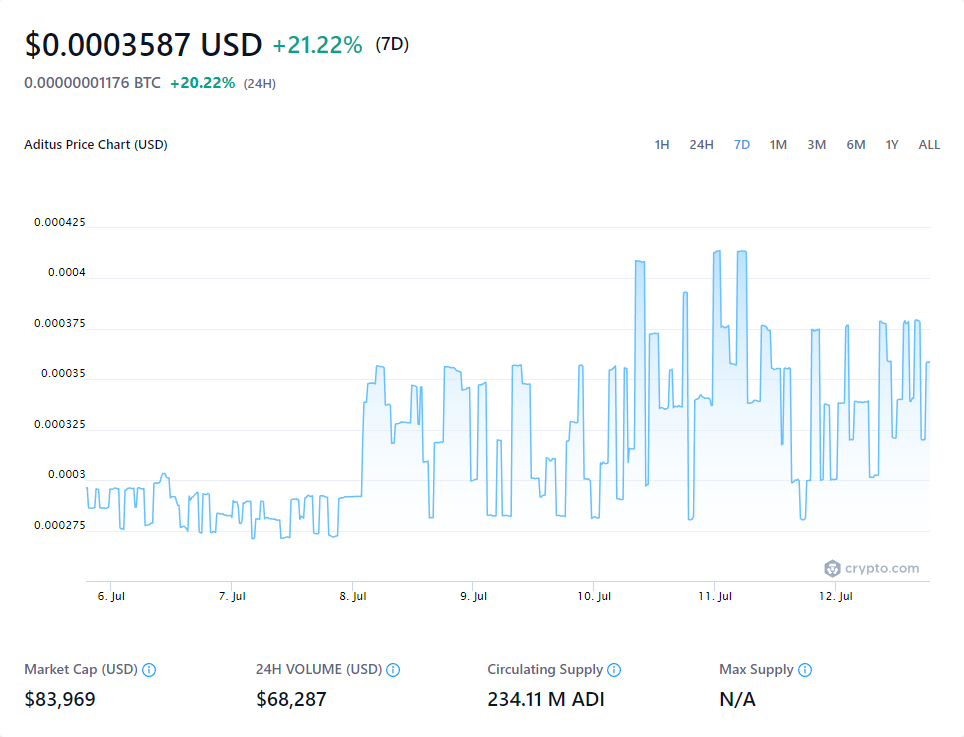 $0.0003587 USD +21.22% (7D)
0.00000001176 BTC +20.22% (24H)
Aditus Price Chart (USD) 1H 24H 7D 1M 3M 6M 1Y ALL
0.000425
0.0004
0.000375
0.00035
0.000325
0.0003
0.000275
crypto.com
6. Jul 7. Jul 8. Jul 9. Jul 10. Jul 11. Jul 12. Jul
Market Cap (USD) 24H VOLUME (USD) Circulating Supply Max Supply
$83,969 $68,287 234.11 M ADI N/A